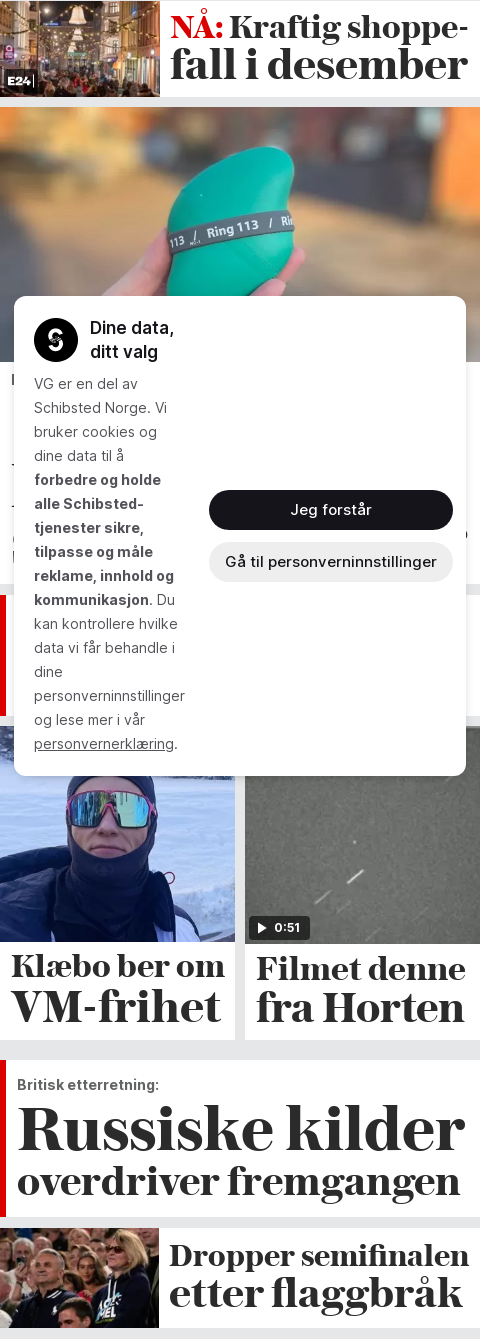 NÅ: Kraftig shoppe-
fall i desember
E24
113 / Ring 113 / Rin
Dine data,
ditt valg
VG er en del av
Schibsted Norge. Vi
bruker cookies og
dine data til å
forbedre og holde
alle Schibsted-
tjenester sikre,
tilpasse og måle
reklame, innhold og
kommunikasjon. Du
kan kontrollere hvilke
data vi får behandle i
dine
personverninnstillinger
og lese mer i vår
personvernerklæring.
Jeg forstår
Gå til personverninnstillinger
0:51
Klæbo ber om
VM-frihet
Filmet denne
fra Horten
Britisk etterretning:
Russiske kilder
overdriver fremgangen
Dropper semifinalen
etter flaggbråk